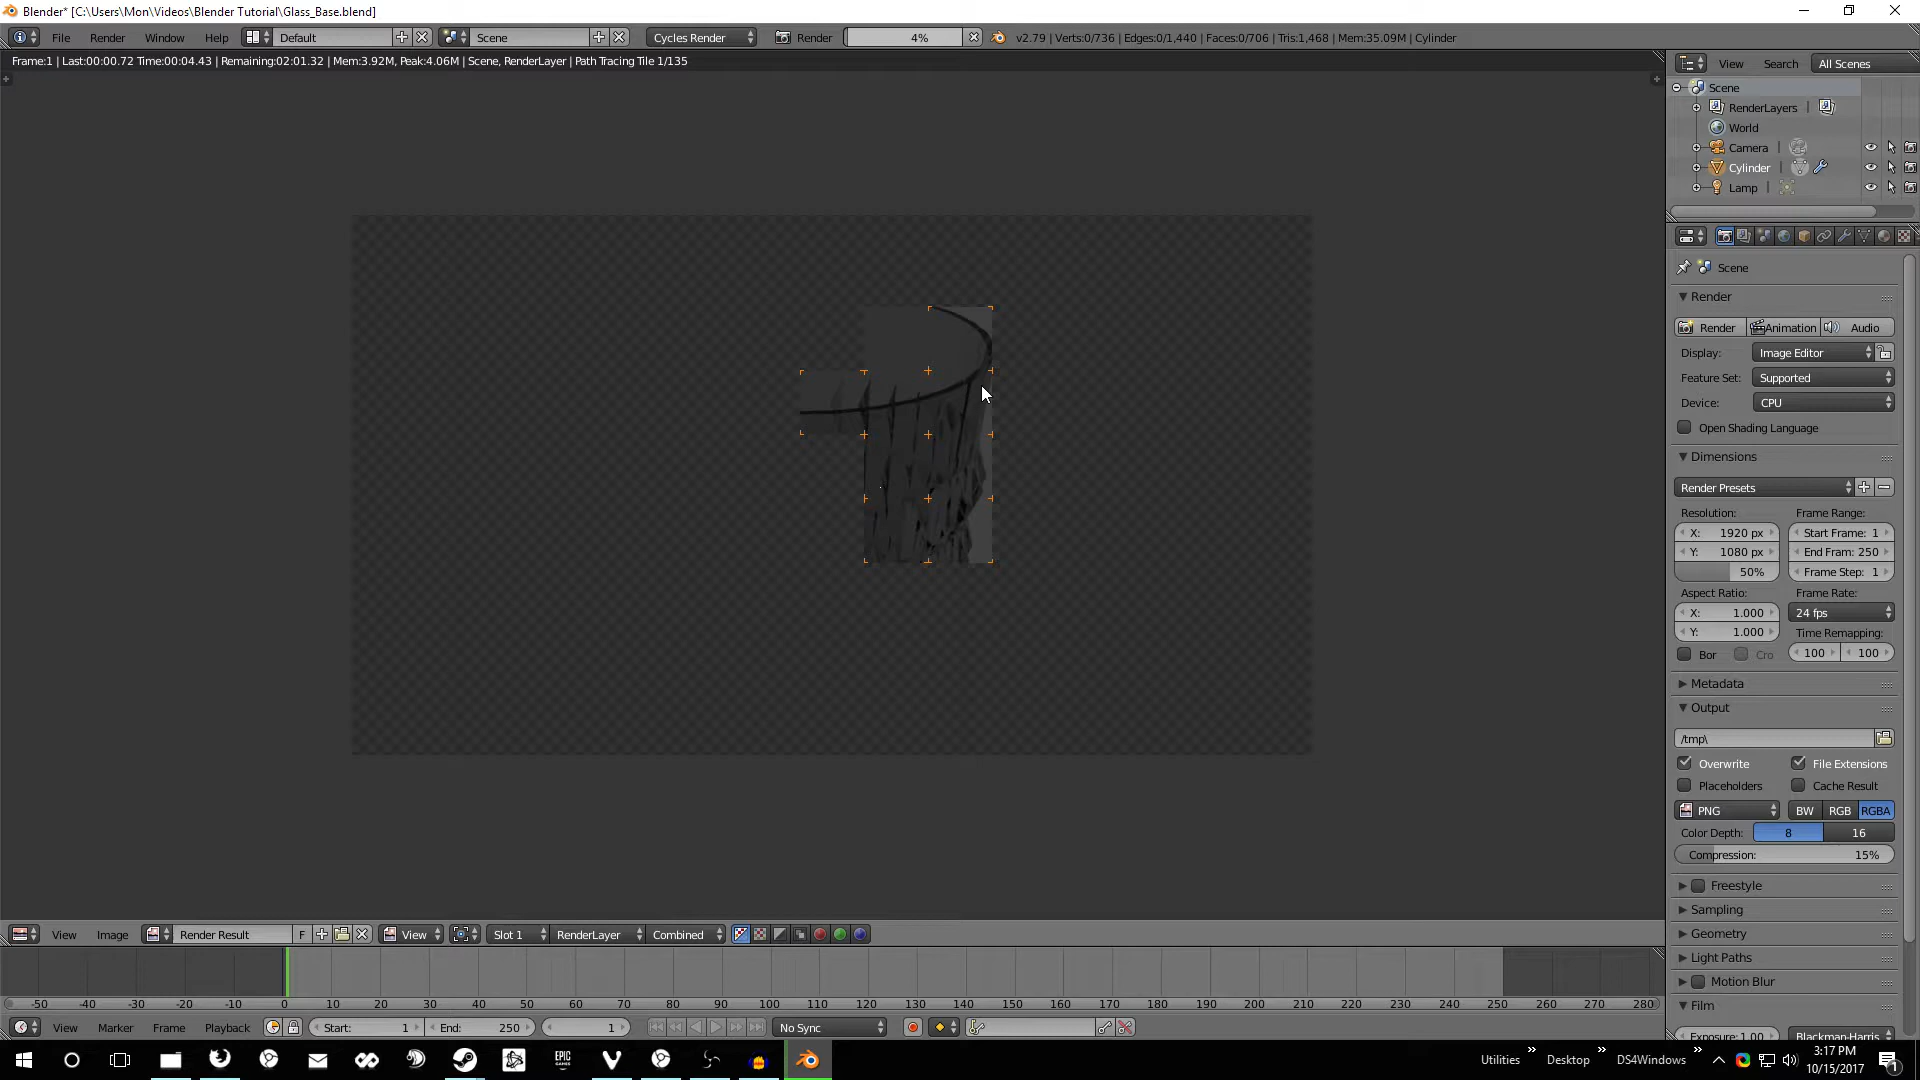 Blender* [C:\Users\Mon\Videos\Blender Tutorial\Glass_Base.blend]
File Render Window Help Default Scene Cycles Render Render 4% v2.79 | Verts:0/736 | Edges:0/1,440 | Faces:0/706 | Tris:1,468 | Mem:35.09M | Cylinder
Frame:1 | Last:00:00.72 Time:00:04.43 | Remaining:02:01.32 | Mem:3.92M, Peak:4.06M | Scene, RenderLayer | Path Tracing Tile 1/135
View Search All Scenes
Scene
RenderLayers
World
Camera
Cylinder
Lamp
Scene
Render
Render Animation Audio
Display: Image Editor
Feature Set: Supported
Device: CPU
Open Shading Language
Dimensions
Render Presets
Resolution: Frame Range:
X: 1920 px Start Frame: 1
Y: 1080 px End Fram: 250
50% Frame Step: 1
Aspect Ratio: Frame Rate:
X: 1.000 24 fps
Y: 1.000 Time Remapping:
Bor Cro 100 100
Metadata
Output
/tmp\
Overwrite File Extensions
Placeholders Cache Result
PNG BW RGB RGBA
Color Depth: 8 16
Compression: 15%
Freestyle
Sampling
Geometry
Light Paths
Motion Blur
Film
Exposure: 1.00 Blackman-Harris
View Image Render Result F View Slot 1 RenderLayer Combined
-50 -40 -30 -20 -10 0 10 20 30 40 50 60 70 80 90 100 110 120 130 140 150 160 170 180 190 200 210 220 230 240 250 260 270 280
View Marker Frame Playback Start: 1 End: 250 1 No Sync
EPIC GAMES Utilities Desktop DS4Windows 3:17 PM
10/15/2017 1